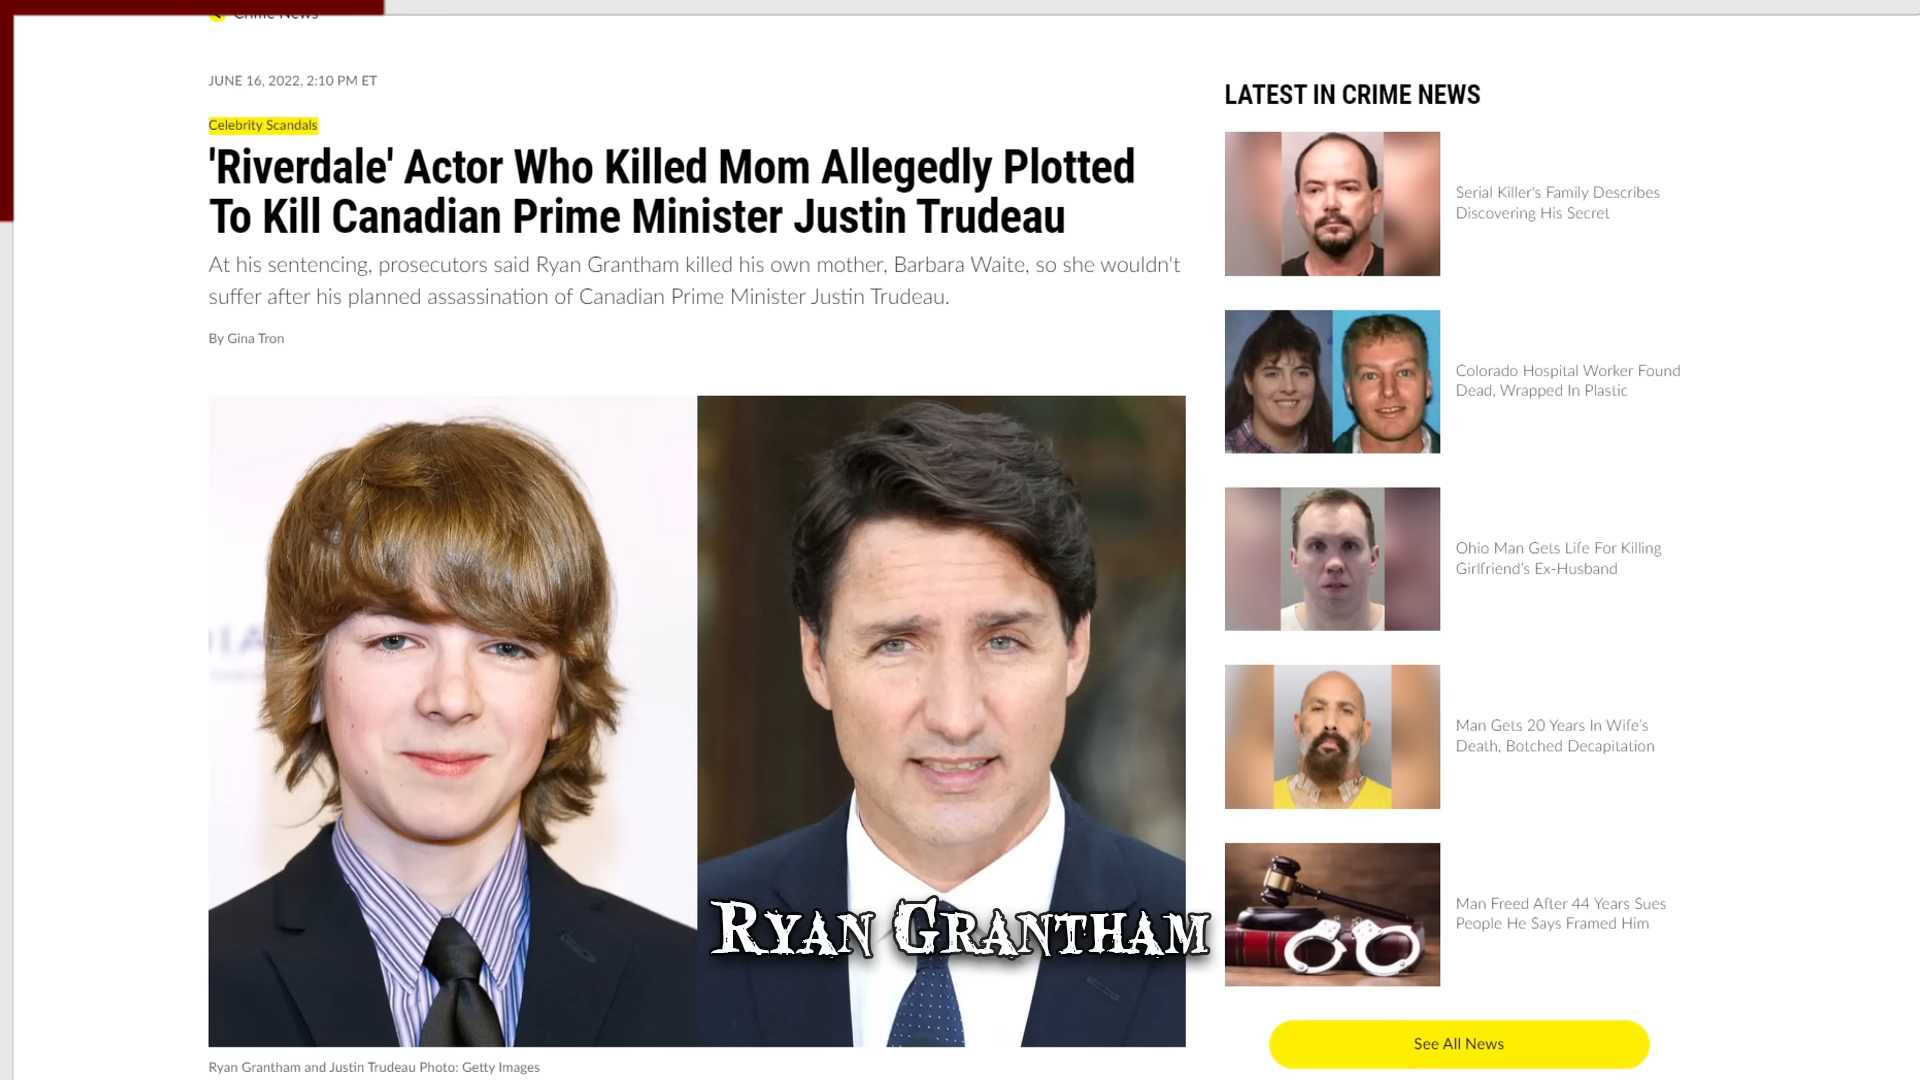 Crime News
JUNE 16, 2022, 2:10 PM ET
Celebrity Scandals
'Riverdale' Actor Who Killed Mom Allegedly Plotted
To Kill Canadian Prime Minister Justin Trudeau
At his sentencing, prosecutors said Ryan Grantham killed his own mother, Barbara Waite, so she wouldn't
suffer after his planned assassination of Canadian Prime Minister Justin Trudeau.
By Gina Tron
RYAN GRANTHAM
Ryan Grantham and Justin Trudeau Photo: Getty Images
LATEST IN CRIME NEWS
Serial Killer's Family Describes
Discovering His Secret
Colorado Hospital Worker Found
Dead, Wrapped In Plastic
Ohio Man Gets Life For Killing
Girlfriend's Ex-Husband
Man Gets 20 Years In Wife's
Death, Botched Decapitation
Man Freed After 44 Years Sues
People He Says Framed Him
See All News